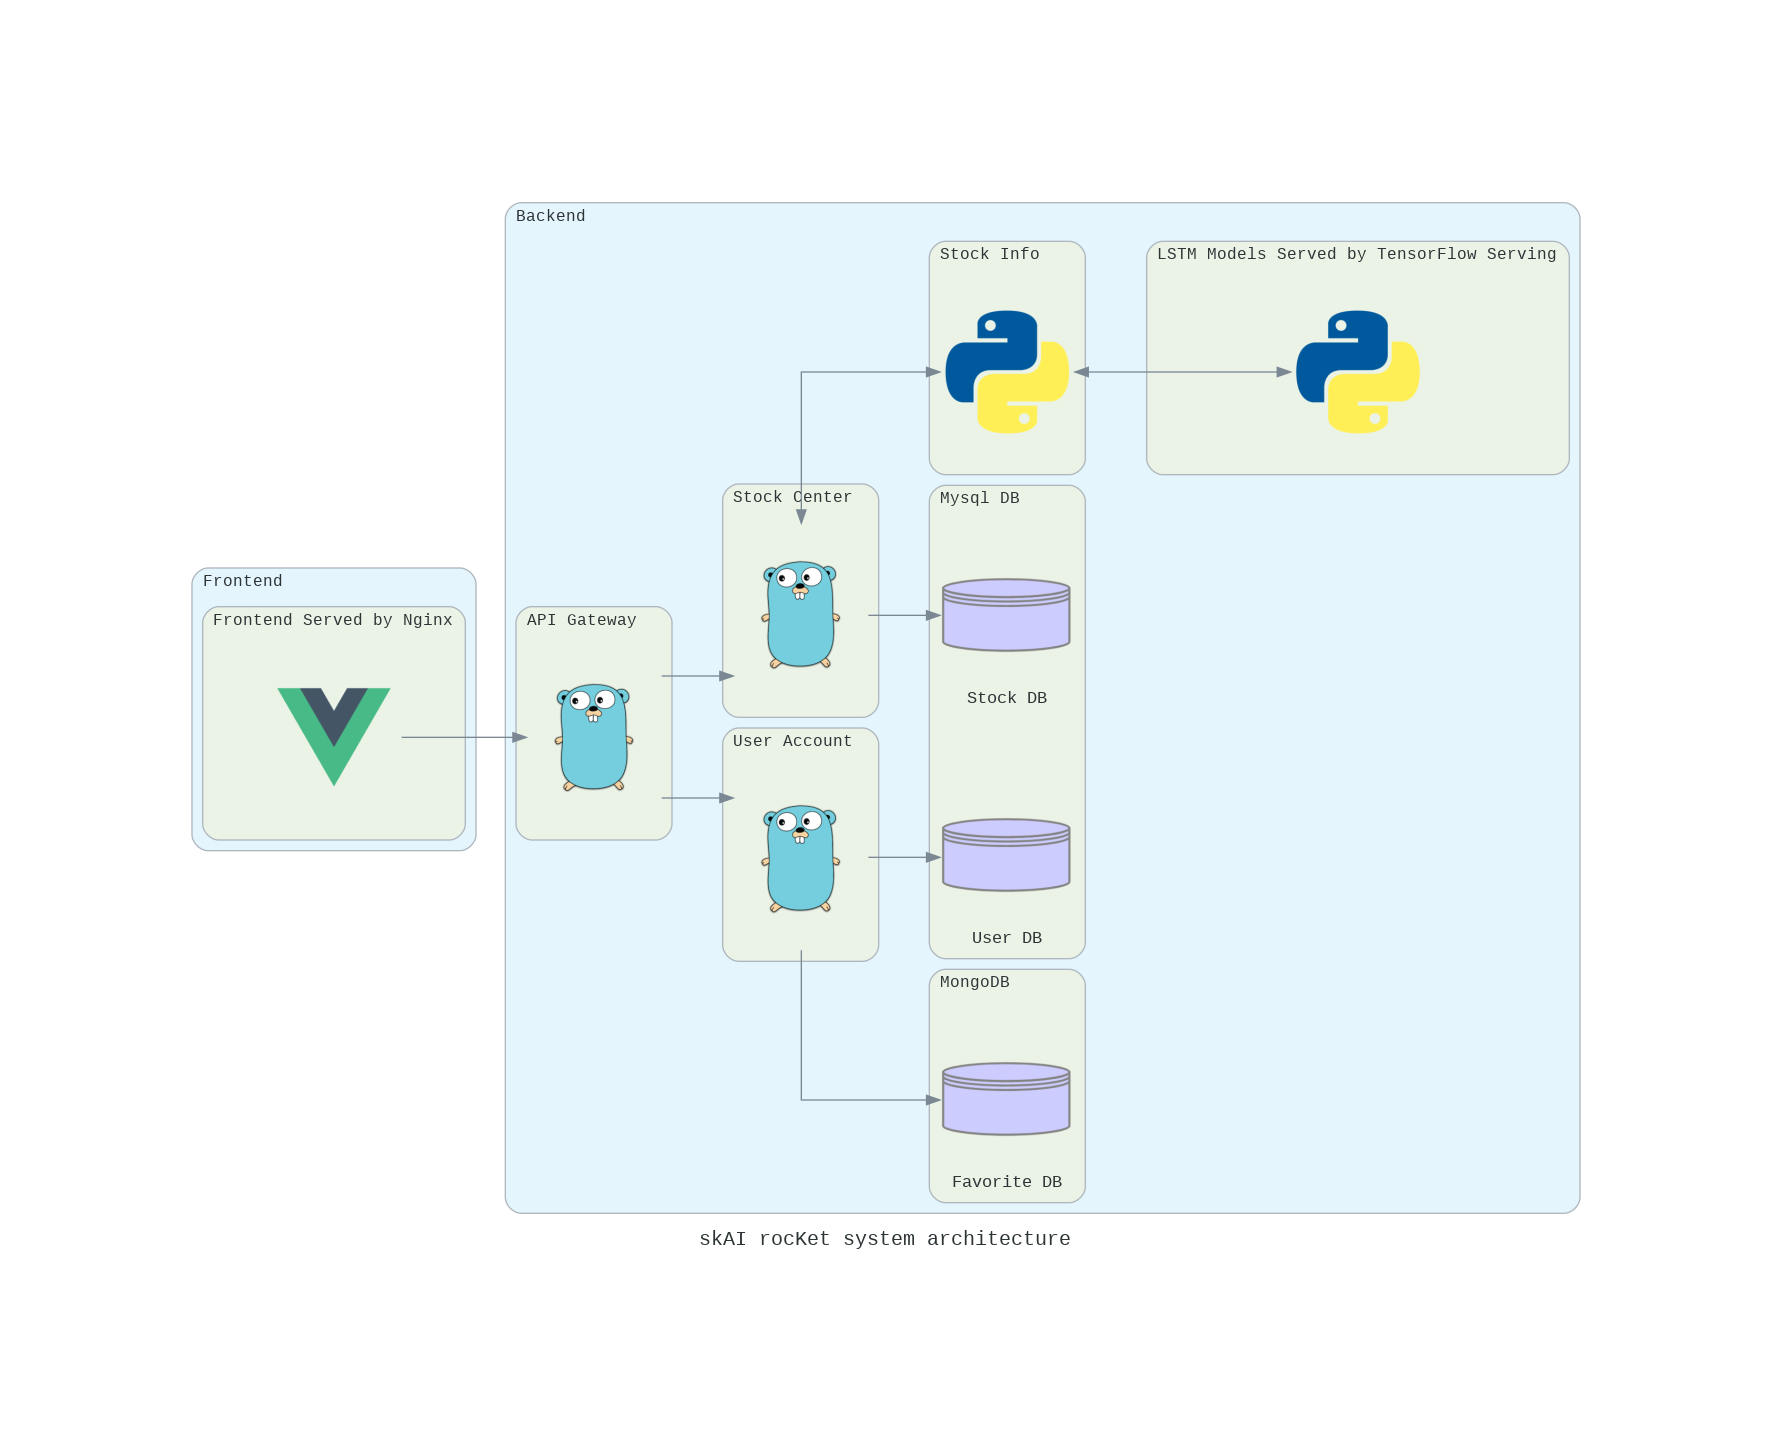 Backend
Stock Info
LSTM Models Served by TensorFlow Serving
Stock Center
Mysql DB
Frontend
Frontend Served by Nginx
API Gateway
Stock DB
User Account
User DB
MongoDB
Favorite DB
skAI rocKet system architecture